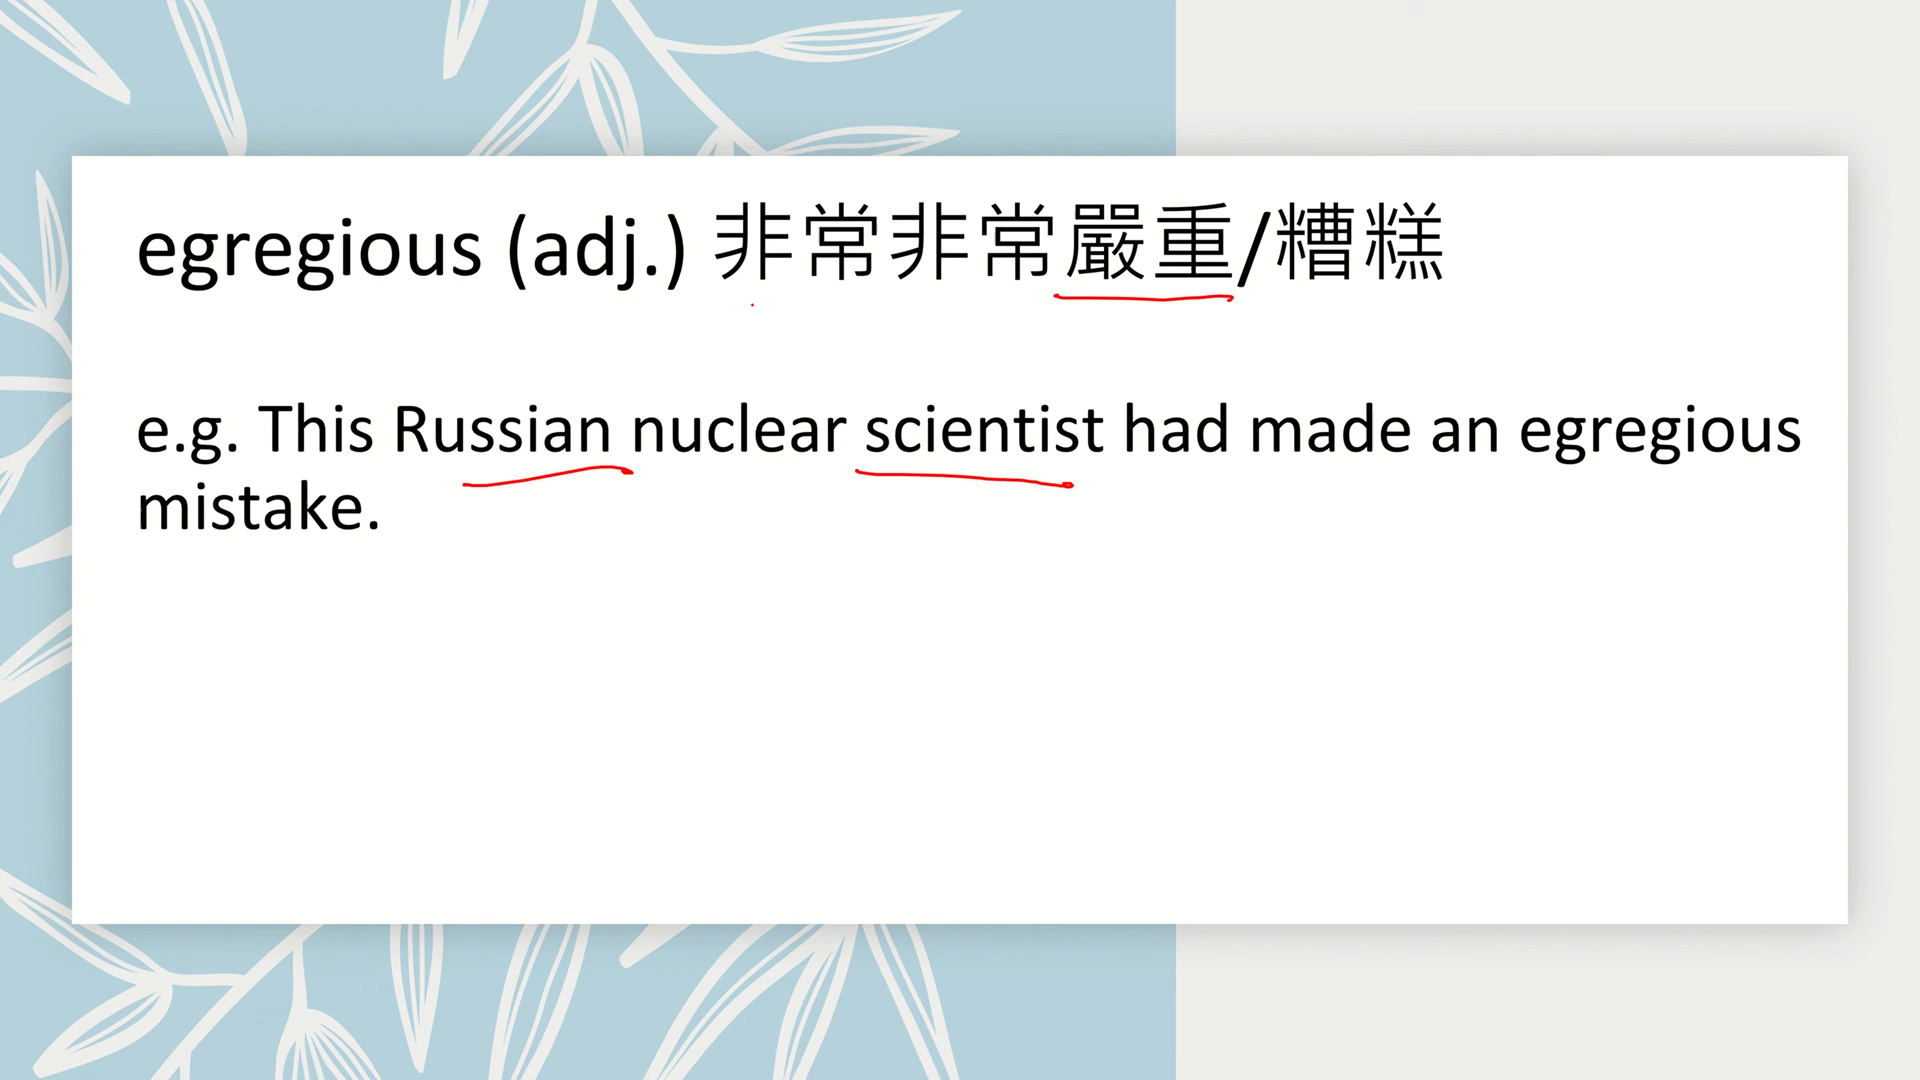 egregious (adj.) 非常非常嚴重/糟糕
e.g. This Russian nuclear scientist had made an egregious
mistake.